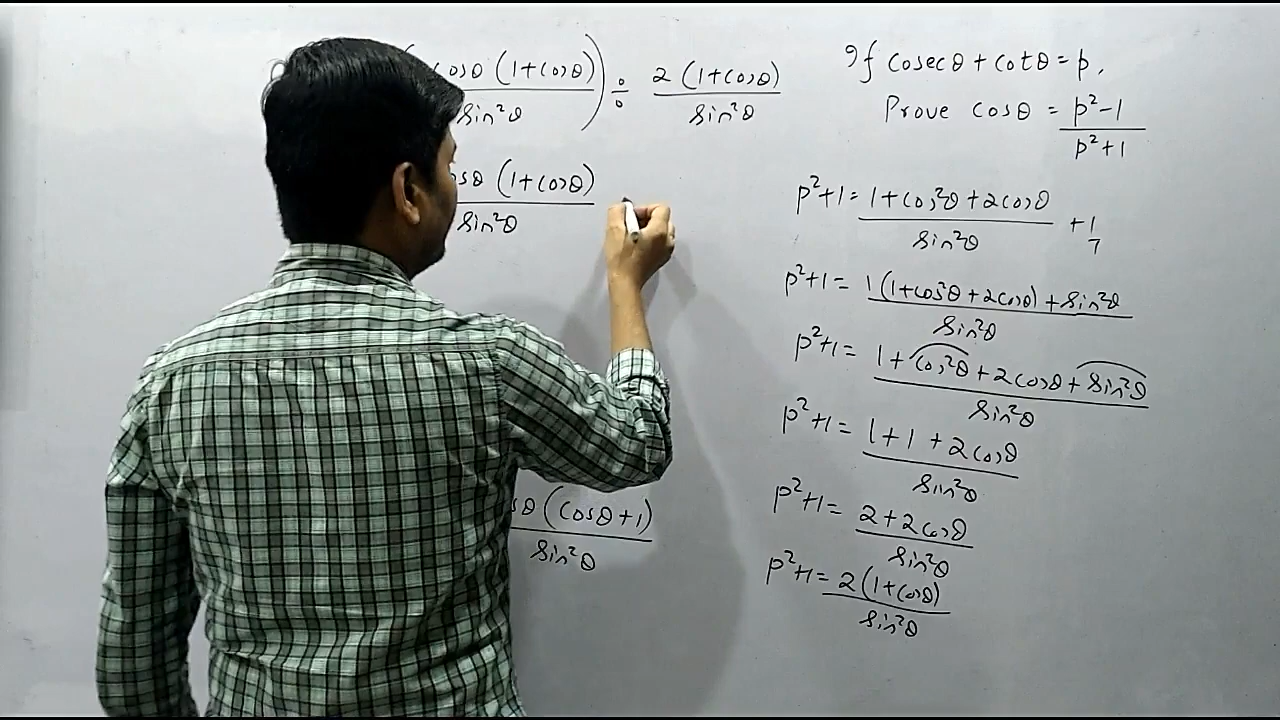 cosθ (1+cosθ) / sin²θ ) ÷ 2 (1+cosθ) / sin²θ
θ (1+cosθ) / sin²θ
θ (cosθ+1) / sin²θ
If cosecθ + cotθ = p,
Prove cosθ = p²-1 / p²+1
p²+1 = 1+cos²θ+2cosθ / sin²θ + 1
p²+1 = 1(1+cos²θ+2cosθ) + sin²θ / sin²θ
p²+1 = 1+cos²θ+2cosθ+sin²θ / sin²θ
p²+1 = 1+1+2cosθ / sin²θ
p²+1 = 2+2cosθ / sin²θ
p²+1 = 2(1+cosθ) / sin²θ